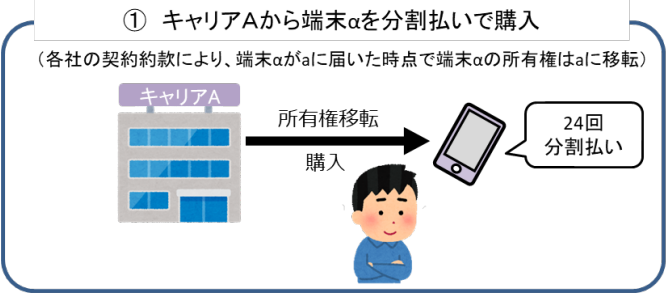 ① キャリアAから端末αを分割払いで購入
（各社の契約約款により、端末αがaに届いた時点で端末αの所有権はaに移転）
キャリアA
所有権移転
購入
24回
分割払い